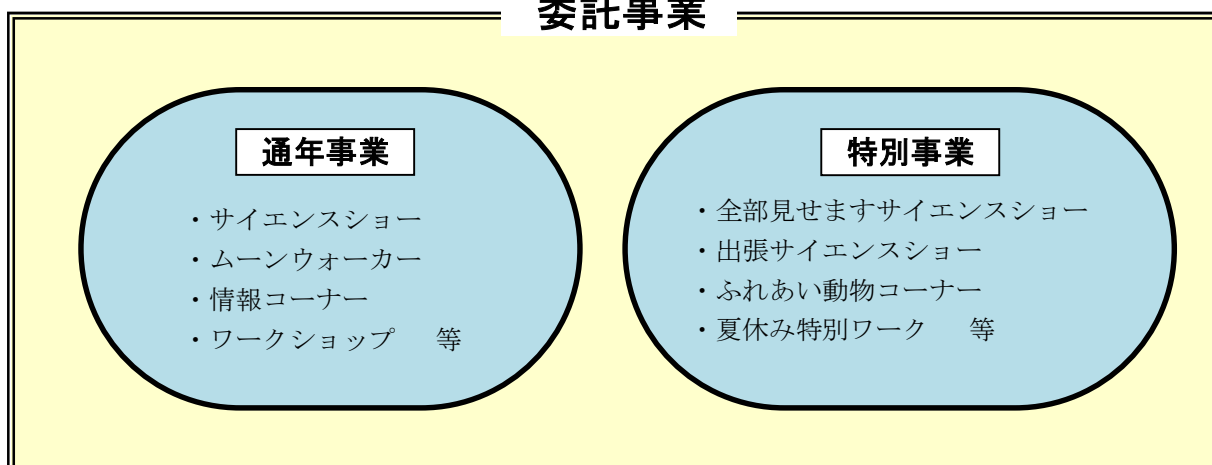 委託事業
通年事業
・サイエンスショー
・ムーンウォーカー
・情報コーナー
・ワークショップ　等
特別事業
・全部見せますサイエンスショー
・出張サイエンスショー
・ふれあい動物コーナー
・夏休み特別ワーク　等